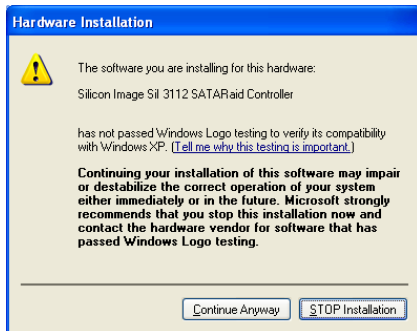 Hardware Installation
The software you are installing for this hardware:
Silicon Image SiI 3112 SATARaid Controller
has not passed Windows Logo testing to verify its compatibility
with Windows XP. (Tell me why this testing is important.)
Continuing your installation of this software may impair
or destabilize the correct operation of your system
either immediately or in the future. Microsoft strongly
recommends that you stop this installation now and
contact the hardware vendor for software that has
passed Windows Logo testing.
Continue Anyway
STOP Installation